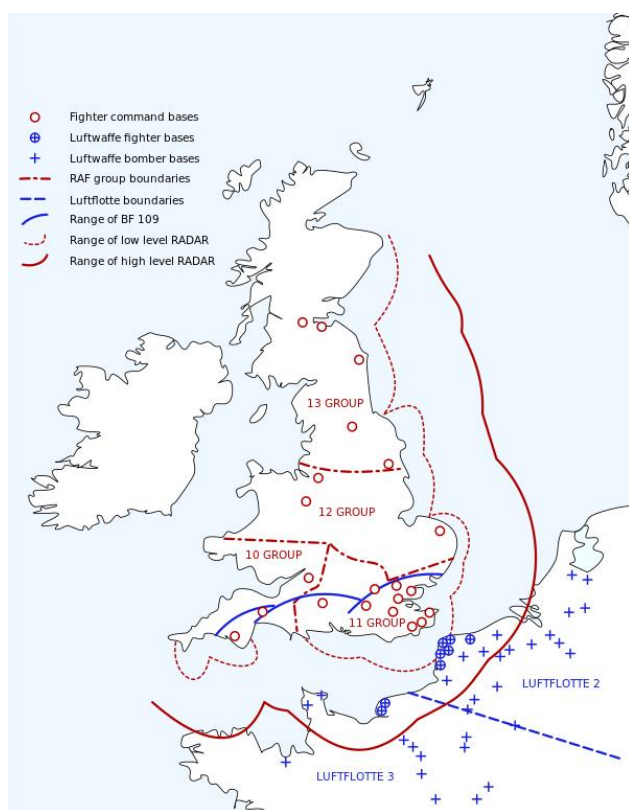 Fighter command bases
Luftwaffe fighter bases
Luftwaffe bomber bases
RAF group boundaries
Luftflotte boundaries
Range of BF 109
Range of low level RADAR
Range of high level RADAR
13 GROUP
12 GROUP
10 GROUP
11 GROUP
LUFTFLOTTE 2
LUFTFLOTTE 3